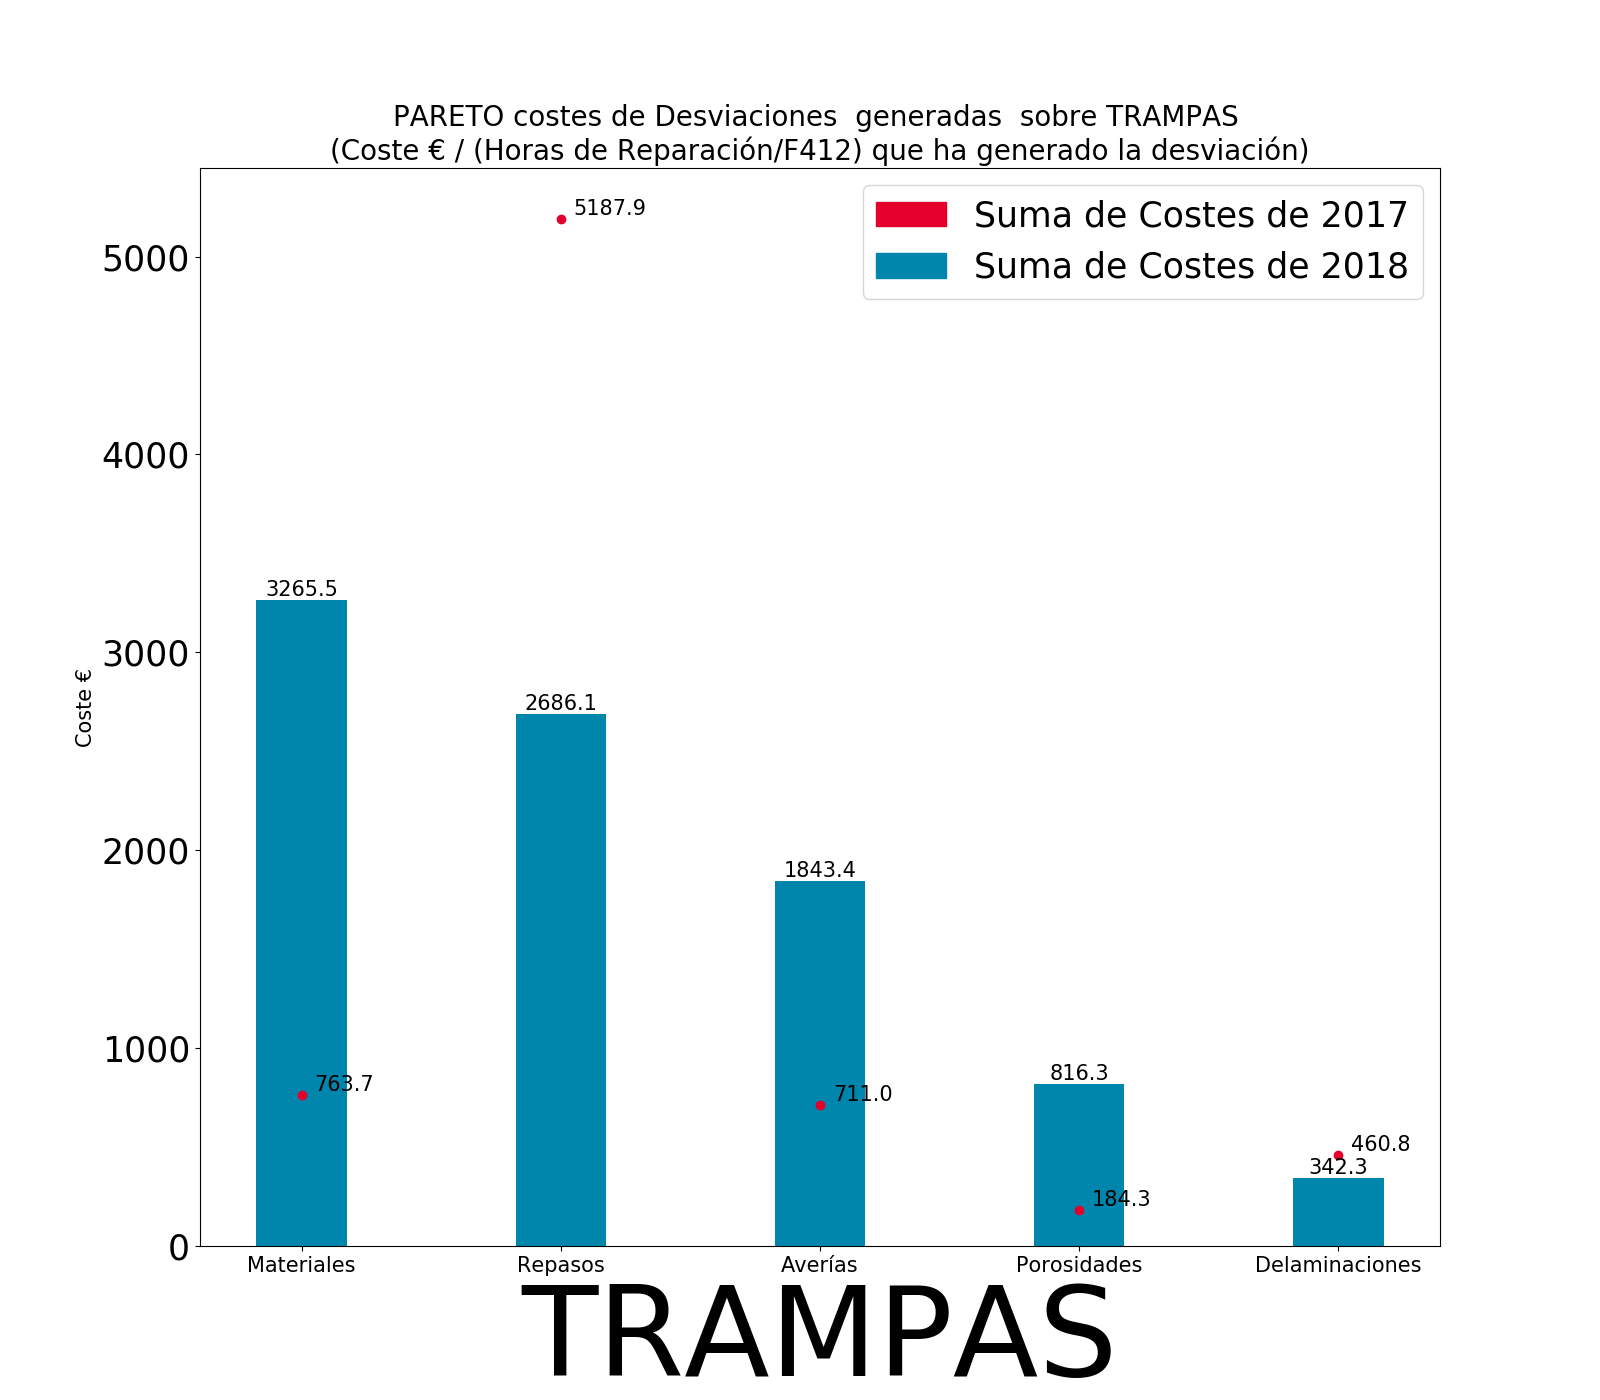 PARETO costes de Desviaciones  generadas  sobre TRAMPAS
(Coste € / (Horas de Reparación/F412) que ha generado la desviación)
5187.9
Suma de Costes de 2017
Suma de Costes de 2018
5000
4000
3265.5
3000
Coste €
2686.1
2000
1843.4
1000
763.7
711.0
816.3
184.3
460.8
342.3
0
Materiales
Repasos
Averías
Porosidades
Delaminaciones
TRAMPAS